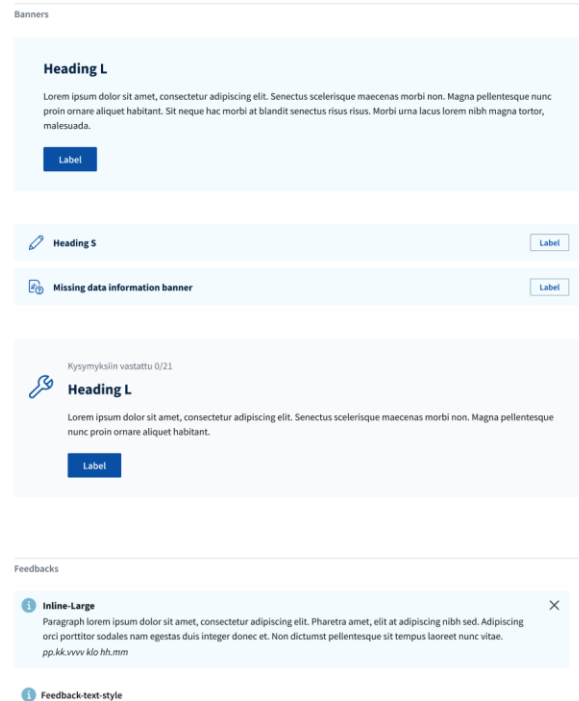 Banners
Heading L
Lorem ipsum dolor sit amet, consectetur adipiscing elit. Senectus scelerisque maecenas morbi non. Magna pellentesque nunc
proin ornare aliquet habitant. Sit neque hac morbi at blandit senectus risus risus. Morbi urna lacus lorem nibh magna tortor,
malesuada.
Label
Heading S
Label
Missing data information banner
Label
Kysymyksiin vastattu 0/21
Heading L
Lorem ipsum dolor sit amet, consectetur adipiscing elit. Senectus scelerisque maecenas morbi non. Magna pellentesque
nunc proin ornare aliquet habitant.
Label
Feedbacks
Inline-Large
Paragraph lorem ipsum dolor sit amet, consectetur adipiscing elit. Pharetra amet, elit at adipiscing nibh sed. Adipiscing
orci porttitor sodales nam egestas duis integer donec et. Non dictumst pellentesque sit tempus laoreet nunc vitae.
pp.kk.vvvv klo hh.mm
Feedback-text-style